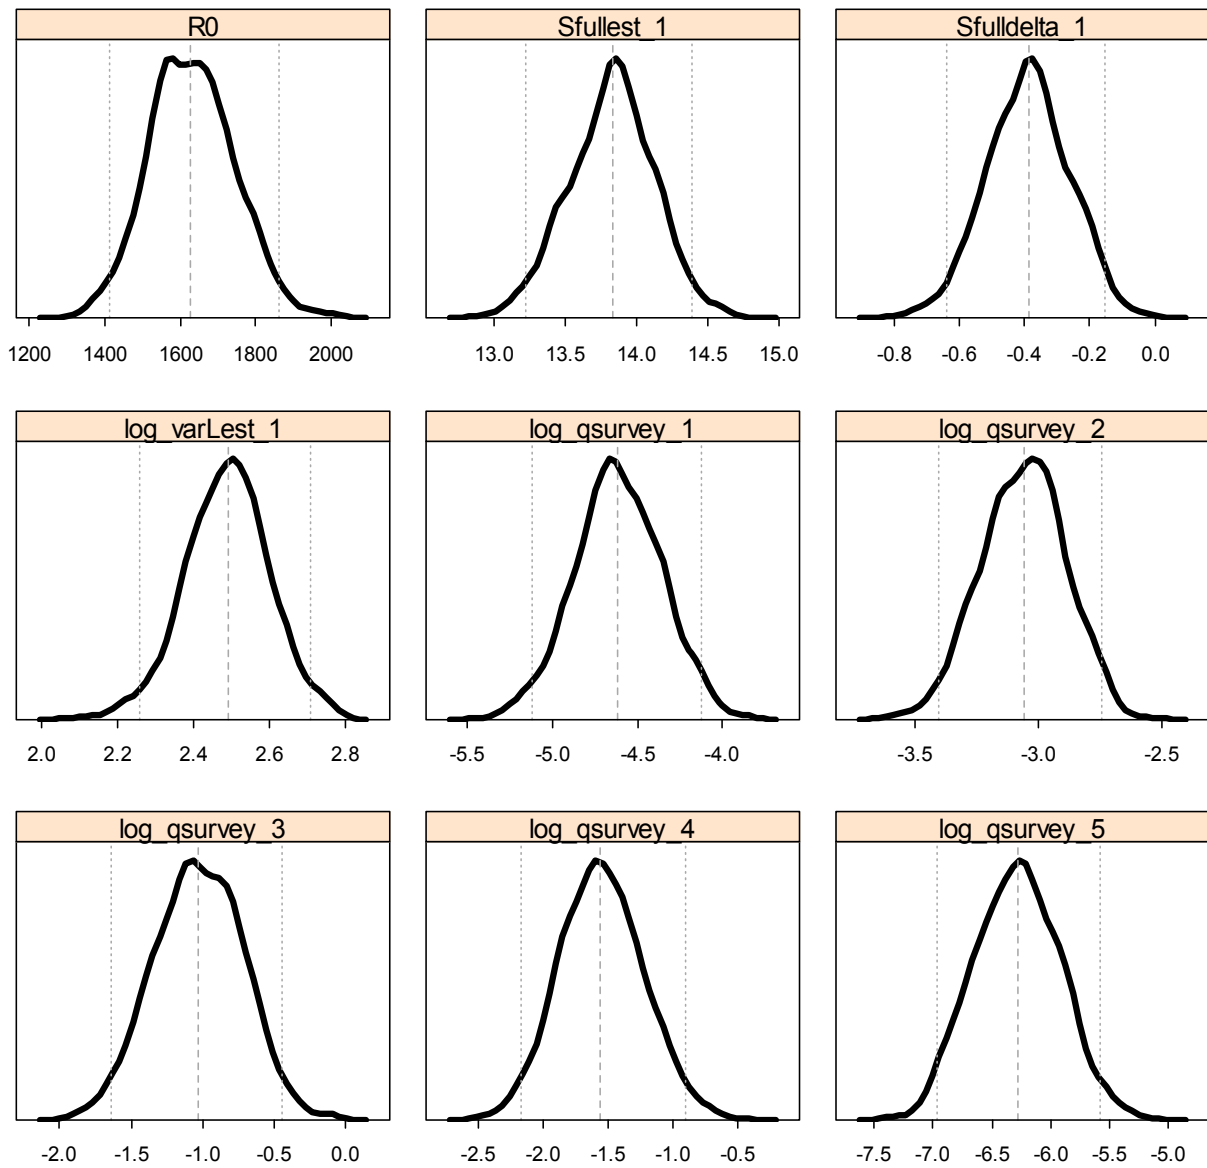 R0 Sfullest_1 Sfulldelta_1
1200 1400 1600 1800 2000 13.0 13.5 14.0 14.5 15.0 -0.8 -0.6 -0.4 -0.2 0.0
log_varLest_1 log_qsurvey_1 log_qsurvey_2
2.0 2.2 2.4 2.6 2.8 -5.5 -5.0 -4.5 -4.0 -3.5 -3.0 -2.5
log_qsurvey_3 log_qsurvey_4 log_qsurvey_5
-2.0 -1.5 -1.0 -0.5 0.0 -2.5 -2.0 -1.5 -1.0 -0.5 -7.5 -7.0 -6.5 -6.0 -5.5 -5.0